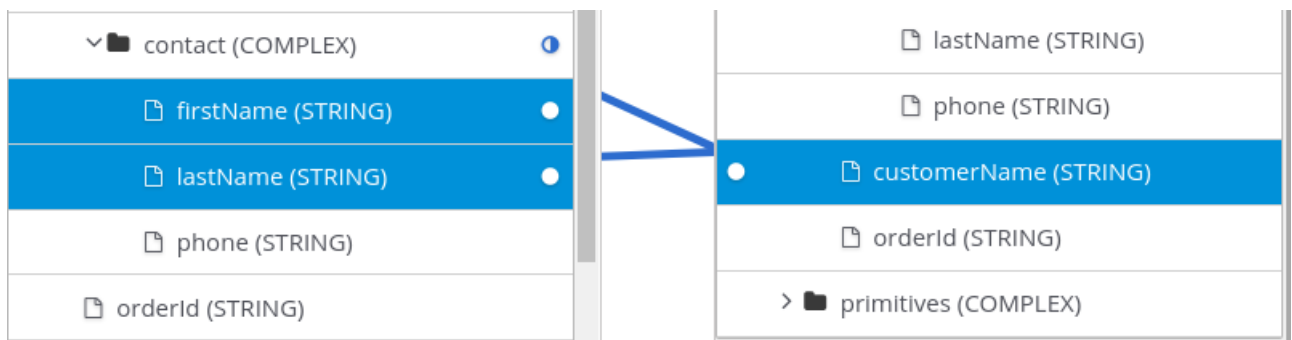 contact (COMPLEX)
firstName (STRING)
lastName (STRING)
phone (STRING)
orderId (STRING)
lastName (STRING)
phone (STRING)
customerName (STRING)
orderId (STRING)
primitives (COMPLEX)